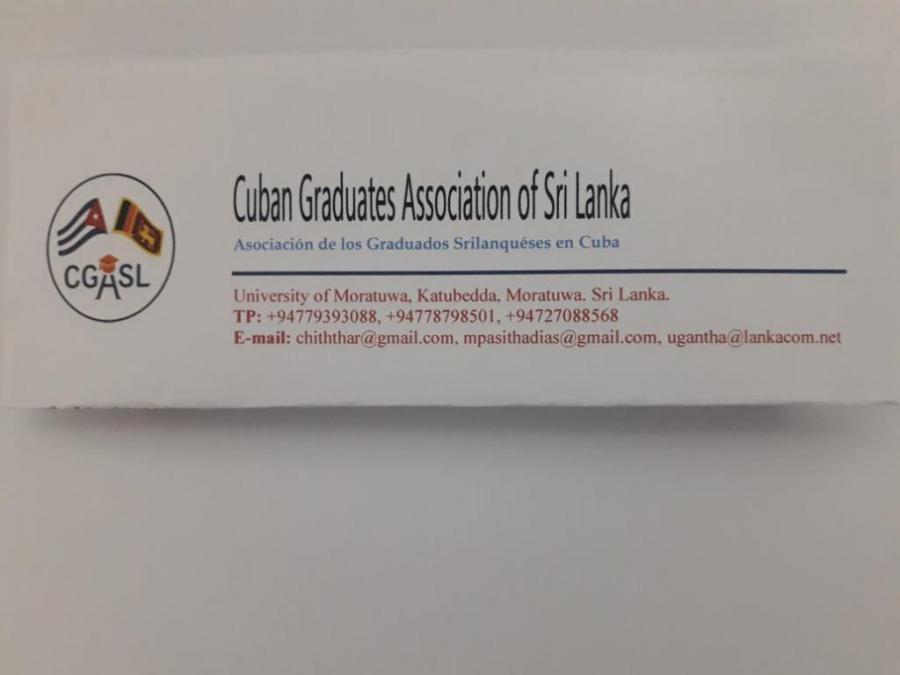 Cuban Graduates Association of Sri Lanka
Asociación de los Graduados Srilanquéses en Cuba
CGASL
University of Moratuwa, Katubedda, Moratuwa. Sri Lanka.
TP: +94779393088, +94778798501, +94727088568
E-mail: chiththar@gmail.com, mpasithadias@gmail.com, ugantha@lankacom.net